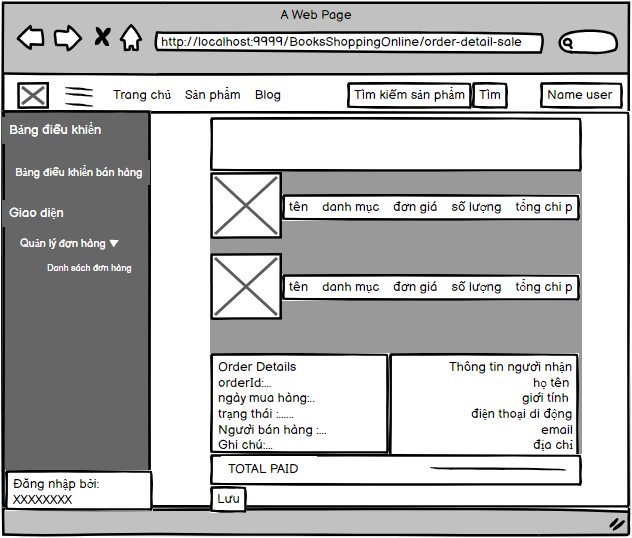 A Web Page
http://localhost:9999/BooksShoppingOnline/order-detail-sale
Trang chủ Sản phẩm Blog Tìm kiếm sản phẩm Tìm Name user
Bảng điều khiển
Bảng điều khiển bán hàng
Giao diện
Quản lý đơn hàng ▼
Danh sách đơn hàng
tên danh mục đơn giá số lượng tổng chi p
tên danh mục đơn giá số lượng tổng chi p
Order Details
orderId:...
ngày mua hàng:..
trạng thái :......
Người bán hàng :...
Ghi chú:...
Thông tin người nhận
họ tên
giới tính
điện thoại di động
email
địa chỉ
TOTAL PAID
Lưu
Đăng nhập bởi:
XXXXXXXX